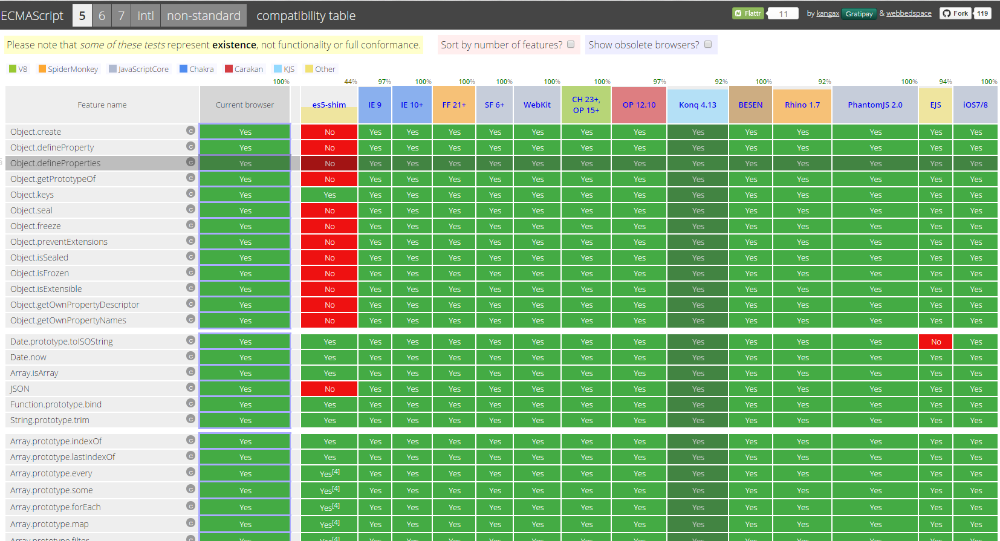 ECMAScript 5 6 7 intl non-standard compatibility table Flattr 11 by kangax Gratipay & webbedspace Fork 119
Please note that some of these tests represent existence, not functionality or full conformance. Sort by number of features? Show obsolete browsers?
V8 SpiderMonkey JavaScriptCore Chakra Carakan KJS Other
100% 44% 97% 100% 100% 100% 100% 100% 97% 92% 100% 92% 100% 94% 100%
Feature name Current browser es5-shim IE 9 IE 10+ FF 21+ SF 6+ WebKit CH 23+, OP 15+ OP 12.10 Konq 4.13 BESEN Rhino 1.7 PhantomJS 2.0 EJS iOS7/8
Object.create c Yes No Yes Yes Yes Yes Yes Yes Yes Yes Yes Yes Yes Yes Yes
Object.defineProperty c Yes No Yes Yes Yes Yes Yes Yes Yes Yes Yes Yes Yes Yes Yes
§ Object.defineProperties c Yes No Yes Yes Yes Yes Yes Yes Yes Yes Yes Yes Yes Yes Yes
Object.getPrototypeOf c Yes No Yes Yes Yes Yes Yes Yes Yes Yes Yes Yes Yes Yes Yes
Object.keys c Yes Yes Yes Yes Yes Yes Yes Yes Yes Yes Yes Yes Yes Yes Yes
Object.seal c Yes No Yes Yes Yes Yes Yes Yes Yes Yes Yes Yes Yes Yes Yes
Object.freeze c Yes No Yes Yes Yes Yes Yes Yes Yes Yes Yes Yes Yes Yes Yes
Object.preventExtensions c Yes No Yes Yes Yes Yes Yes Yes Yes Yes Yes Yes Yes Yes Yes
Object.isSealed c Yes No Yes Yes Yes Yes Yes Yes Yes Yes Yes Yes Yes Yes Yes
Object.isFrozen c Yes No Yes Yes Yes Yes Yes Yes Yes Yes Yes Yes Yes Yes Yes
Object.isExtensible c Yes No Yes Yes Yes Yes Yes Yes Yes Yes Yes Yes Yes Yes Yes
Object.getOwnPropertyDescriptor c Yes No Yes Yes Yes Yes Yes Yes Yes Yes Yes Yes Yes Yes Yes
Object.getOwnPropertyNames c Yes No Yes Yes Yes Yes Yes Yes Yes Yes Yes Yes Yes Yes Yes
Date.prototype.toISOString c Yes Yes Yes Yes Yes Yes Yes Yes Yes Yes Yes Yes Yes No Yes
Date.now c Yes Yes Yes Yes Yes Yes Yes Yes Yes Yes Yes Yes Yes Yes Yes
Array.isArray c Yes Yes Yes Yes Yes Yes Yes Yes Yes Yes Yes Yes Yes Yes Yes
JSON c Yes No Yes Yes Yes Yes Yes Yes Yes Yes Yes Yes Yes Yes Yes
Function.prototype.bind c Yes Yes Yes Yes Yes Yes Yes Yes Yes Yes Yes Yes Yes Yes Yes
String.prototype.trim c Yes Yes Yes Yes Yes Yes Yes Yes Yes Yes Yes Yes Yes Yes Yes
Array.prototype.indexOf c Yes Yes Yes Yes Yes Yes Yes Yes Yes Yes Yes Yes Yes Yes Yes
Array.prototype.lastIndexOf c Yes Yes Yes Yes Yes Yes Yes Yes Yes Yes Yes Yes Yes Yes Yes
Array.prototype.every c Yes Yes[4] Yes Yes Yes Yes Yes Yes Yes Yes Yes Yes Yes Yes Yes
Array.prototype.some c Yes Yes[4] Yes Yes Yes Yes Yes Yes Yes Yes Yes Yes Yes Yes Yes
Array.prototype.forEach c Yes Yes[4] Yes Yes Yes Yes Yes Yes Yes Yes Yes Yes Yes Yes Yes
Array.prototype.map c Yes Yes[4] Yes Yes Yes Yes Yes Yes Yes Yes Yes Yes Yes Yes Yes
Array.prototype.filter c Yes Yes[4] Yes Yes Yes Yes Yes Yes Yes Yes Yes Yes Yes Yes Yes